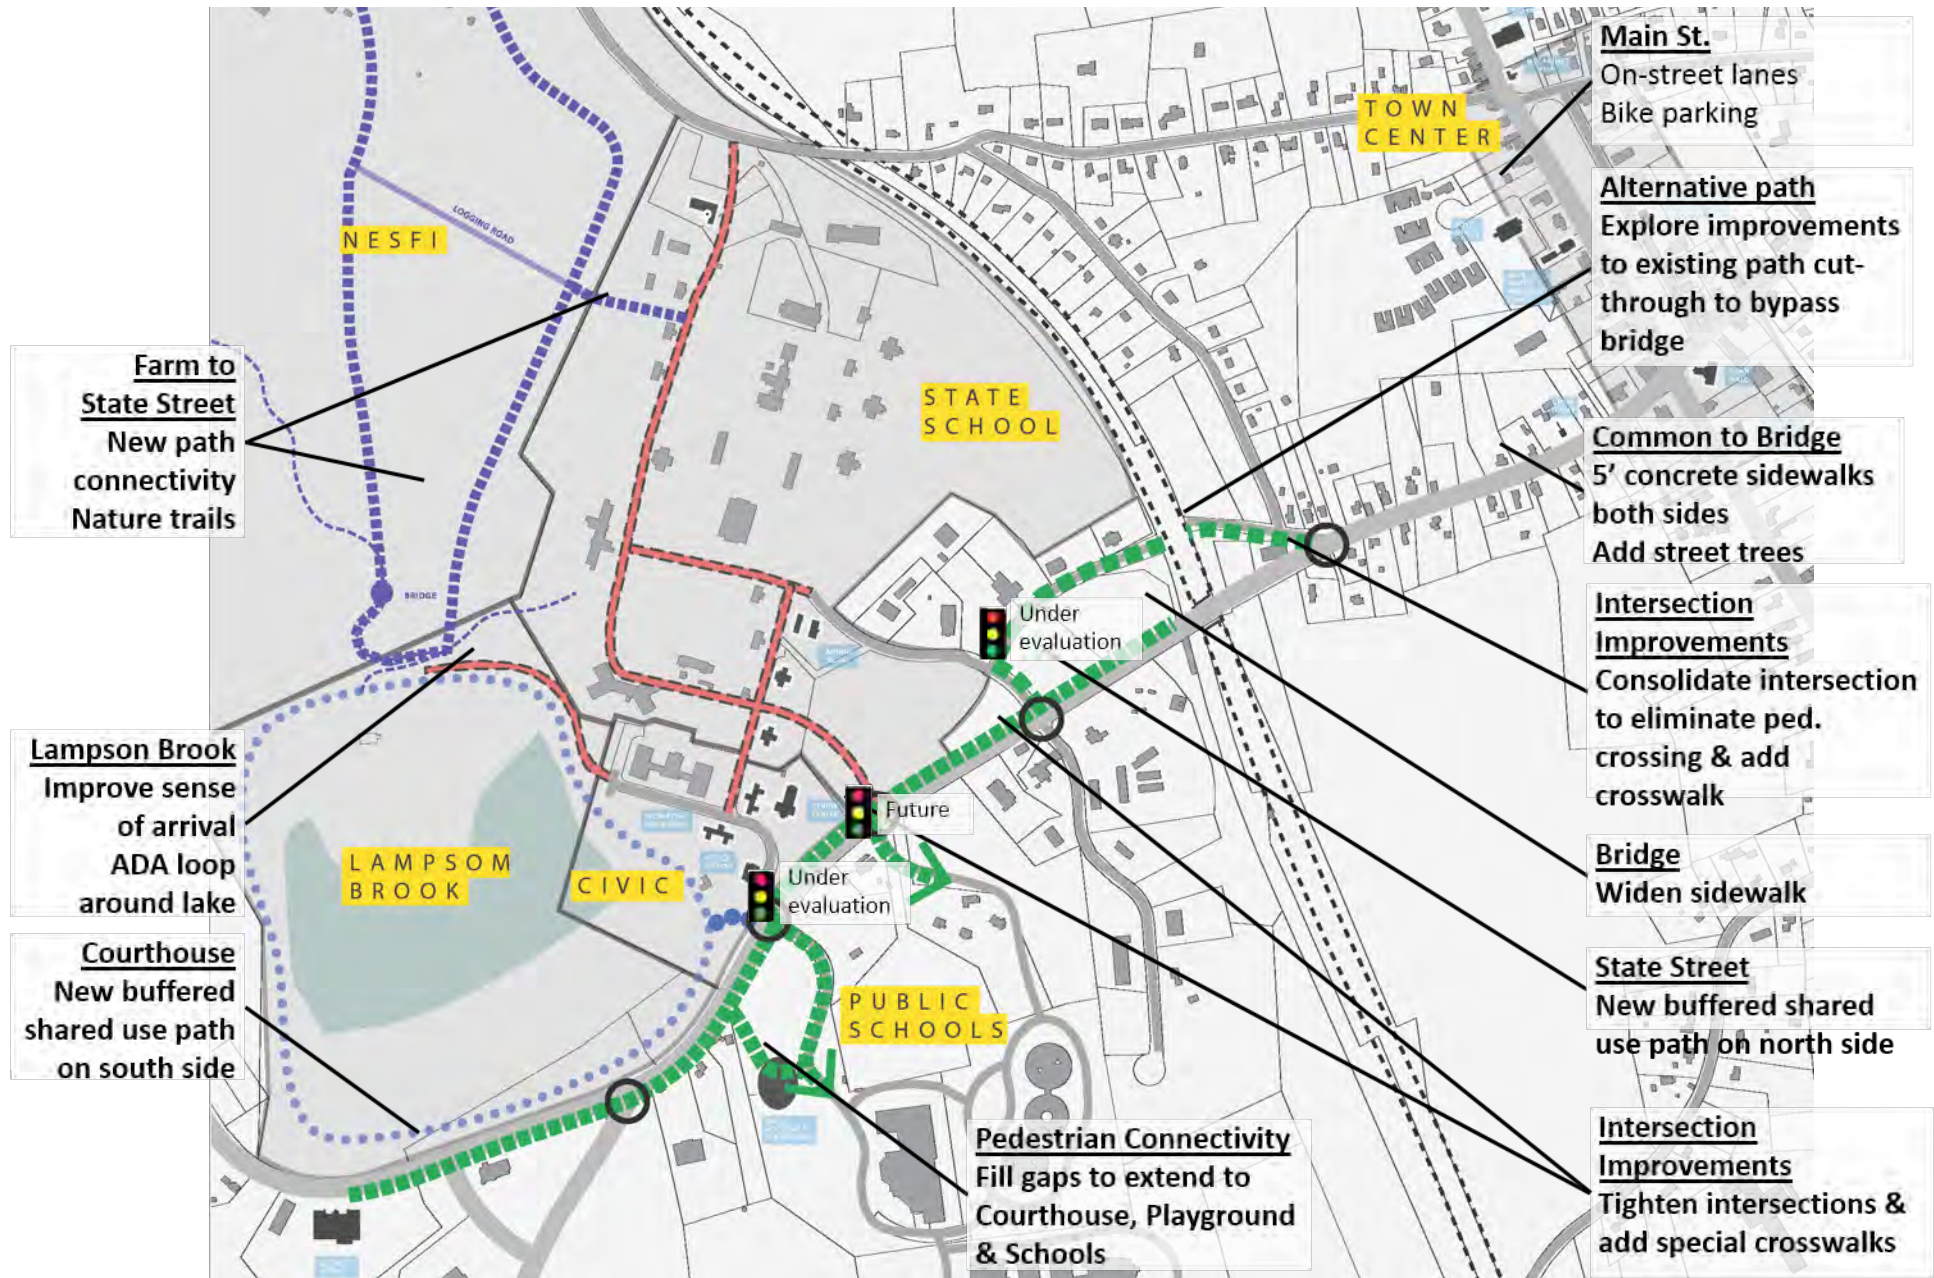 Main St.
On-street lanes
Bike parking
TOWN
CENTER
Alternative path
Explore improvements
to existing path cut-
through to bypass
bridge
LOGGING ROAD
NESFI
Farm to
State Street
New path
connectivity
Nature trails
STATE
SCHOOL
Common to Bridge
5' concrete sidewalks
both sides
Add street trees
BRIDGE
Under
evaluation
Intersection
Improvements
Consolidate intersection
to eliminate ped.
crossing & add
crosswalk
Lampson Brook
Improve sense
of arrival
ADA loop
around lake
Future
LAMPSOM
BROOK
CIVIC
Under
evaluation
Bridge
Widen sidewalk
Courthouse
New buffered
shared use path
on south side
PUBLIC
SCHOOLS
State Street
New buffered shared
use path on north side
Pedestrian Connectivity
Fill gaps to extend to
Courthouse, Playground
& Schools
Intersection
Improvements
Tighten intersections &
add special crosswalks